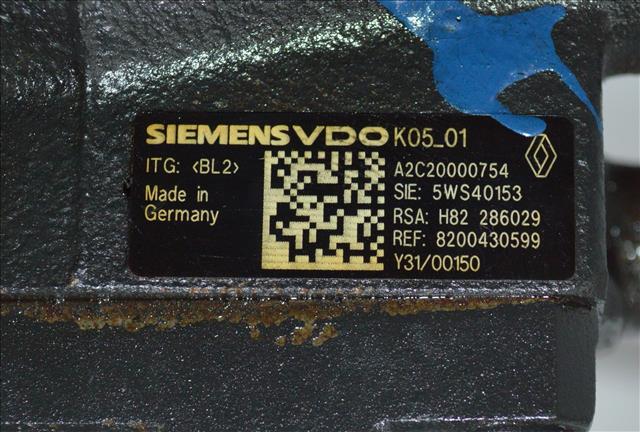 SIEMENSVDO K05_01
ITG: <BL2>
Made in
Germany
A2C20000754
SIE: 5WS40153
RSA: H82 286029
REF: 8200430599
Y31/00150